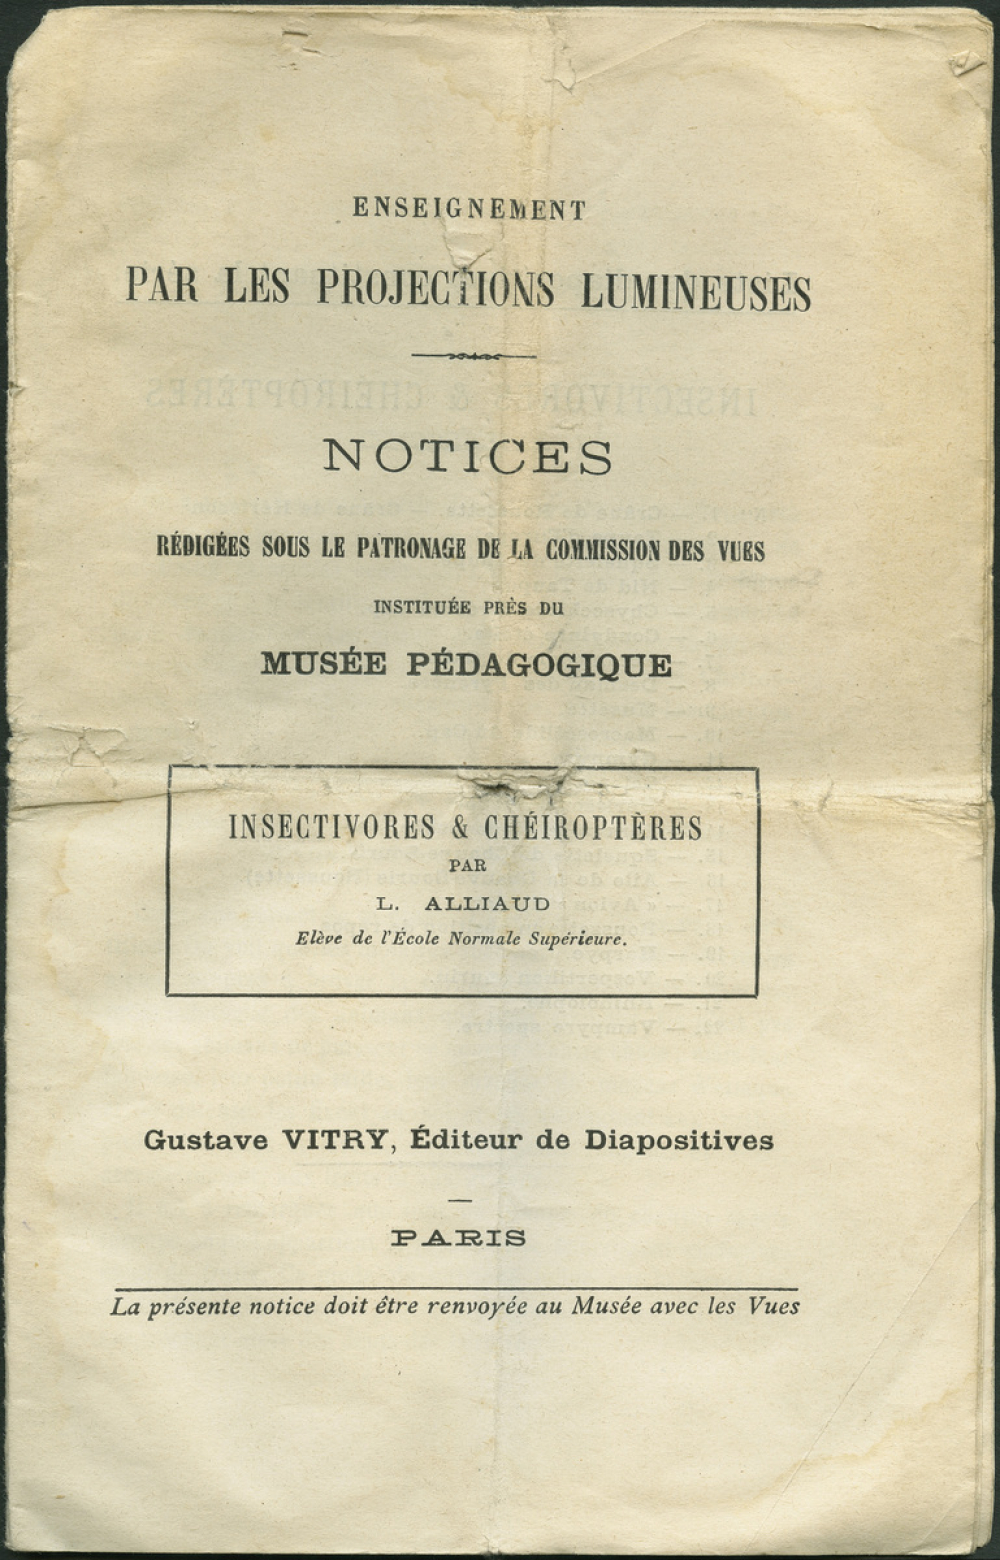 ENSEIGNEMENT
PAR LES PROJECTIONS LUMINEUSES
NOTICES
RÉDIGÉES SOUS LE PATRONAGE DE LA COMMISSION DES VUES
INSTITUÉE PRÈS DU
MUSÉE PÉDAGOGIQUE
INSECTIVORES & CHÉIROPTÈRES
PAR
L. ALLIAUD
Elève de l'École Normale Supérieure.
Gustave VITRY, Éditeur de Diapositives
—
PARIS
La présente notice doit être renvoyée au Musée avec les Vues